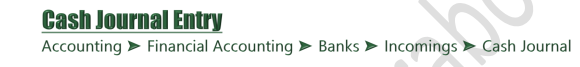 Cash Journal Entry
Accounting ➤ Financial Accounting ➤ Banks ➤ Incomings ➤ Cash Journal